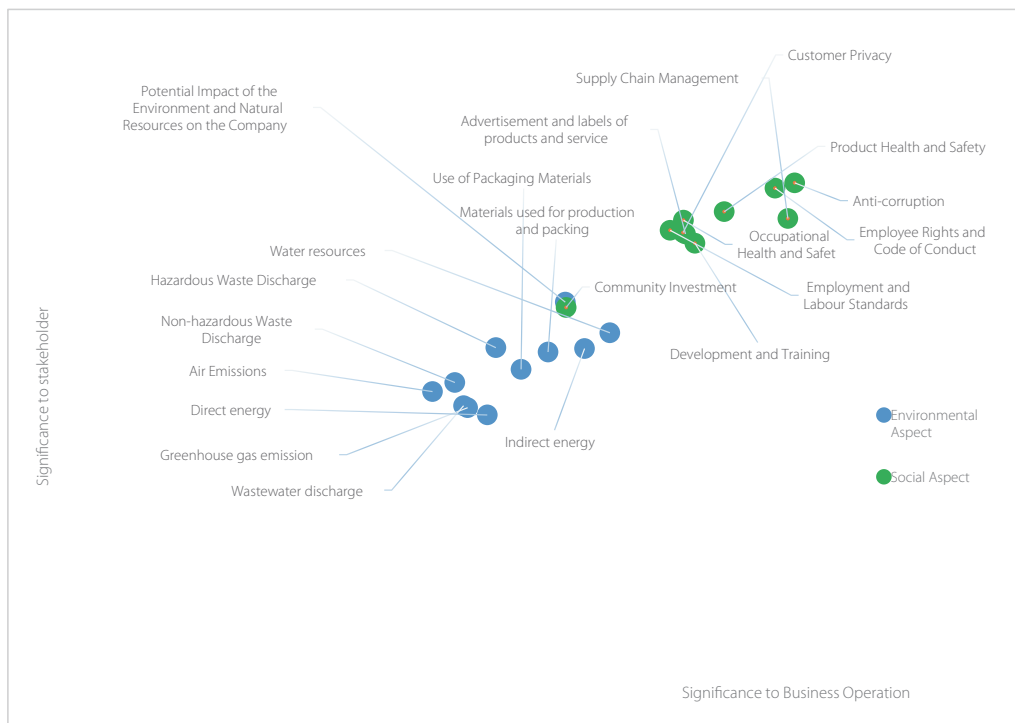 Customer Privacy
Supply Chain Management
Potential Impact of the
Environment and Natural
Resources on the Company
Advertisement and labels of
products and service
Product Health and Safety
Use of Packaging Materials
Anti-corruption
Materials used for production
and packing
Employee Rights and
Code of Conduct
Occupational
Health and Safet
Water resources
Hazardous Waste Discharge
Community Investment
Employment and
Labour Standards
Non-hazardous Waste
Discharge
Development and Training
Air Emissions
Direct energy
Indirect energy
Greenhouse gas emission
Wastewater discharge
Significance to stakeholder
Environmental
Aspect
Social Aspect
Significance to Business Operation